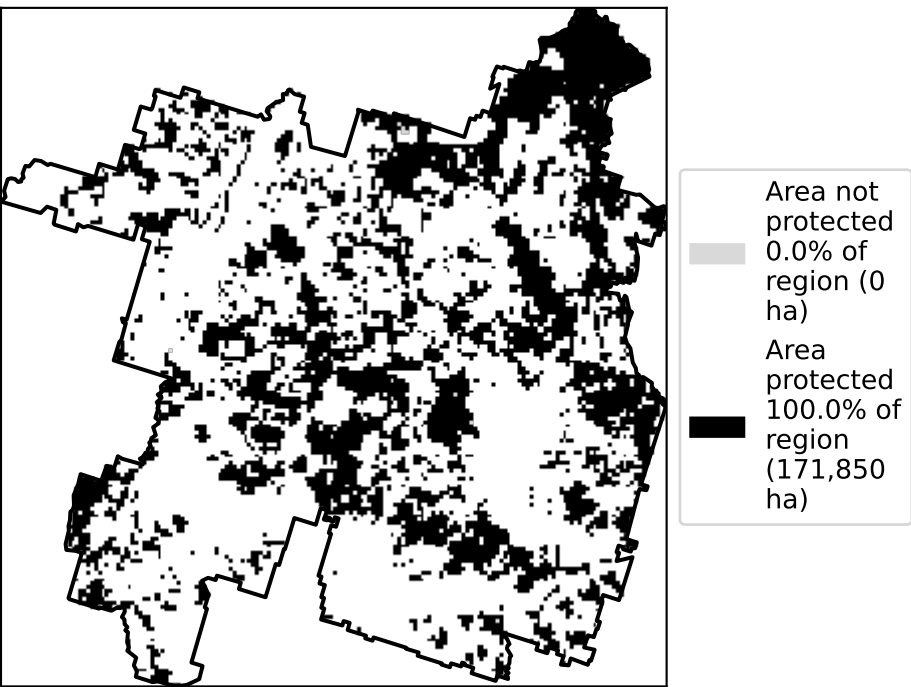 Area not
protected
0.0% of
region (0
ha)
Area
protected
100.0% of
region
(171,850
ha)